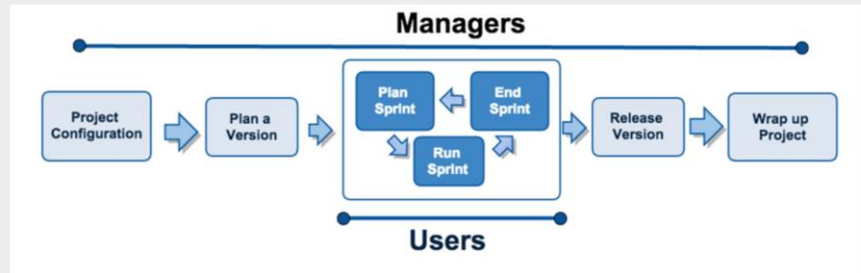 Managers
Project
Configuration
Plan a
Version
Plan
Sprint
End
Sprint
Run
Sprint
Release
Version
Wrap up
Project
Users